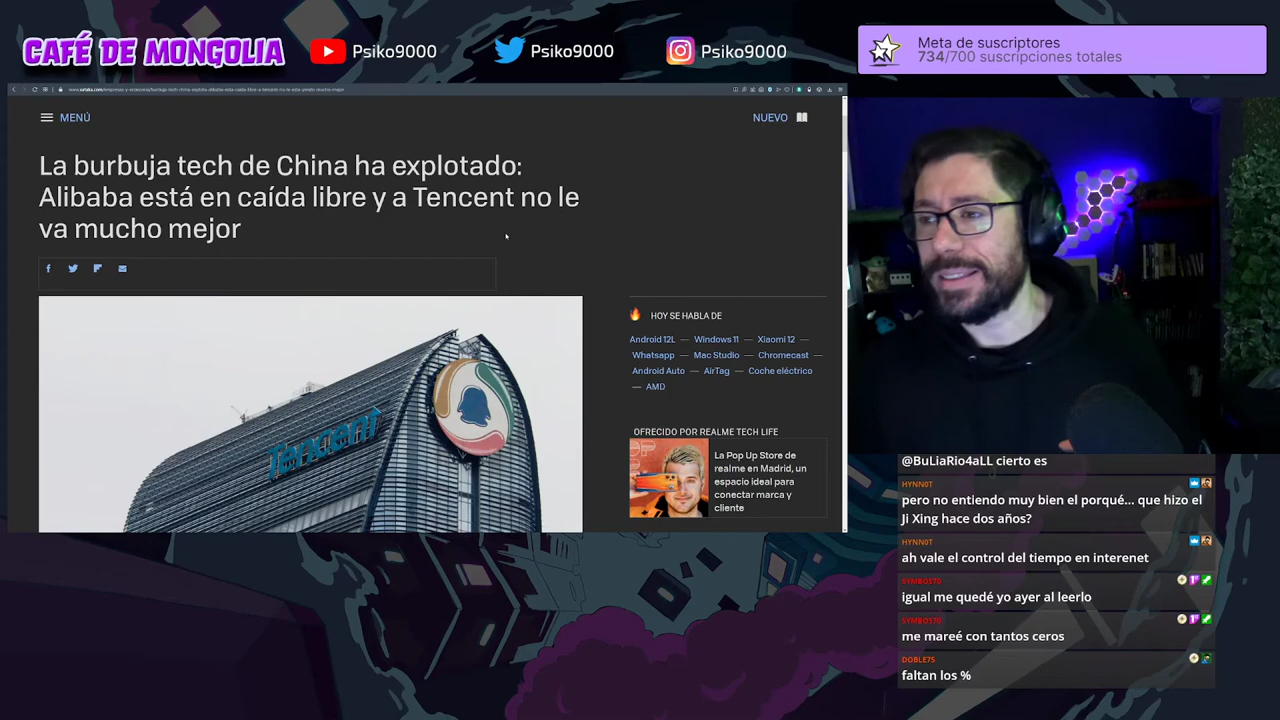 CAFÉ DE MONGOLIA
Psiko9000
Psiko9000
Psiko9000
Meta de suscriptores
734/700 suscripciones totales
MENÚ
NUEVO
La burbuja tech de China ha explotado:
Alibaba está en caída libre y a Tencent no le
va mucho mejor
HOY SE HABLA DE
Android 12L — Windows 11 — Xiaomi 12 —
Whatsapp — Mac Studio — Chromecast —
Android Auto — AirTag — Coche eléctrico
— AMD
OFRECIDO POR REALME TECH LIFE
La Pop Up Store de
realme en Madrid, un
espacio ideal para
conectar marca y
cliente
Tencent
@BuLiaRio4aLL cierto es
HYNN0T
pero no entiendo muy bien el porqué... que hizo el
Ji Xing hace dos años?
HYNN0T
ah vale el control del tiempo en interenet
SYMBOS70
igual me quedé yo ayer al leerlo
SYMBOS70
me mareé con tantos ceros
DOBLE75
faltan los %